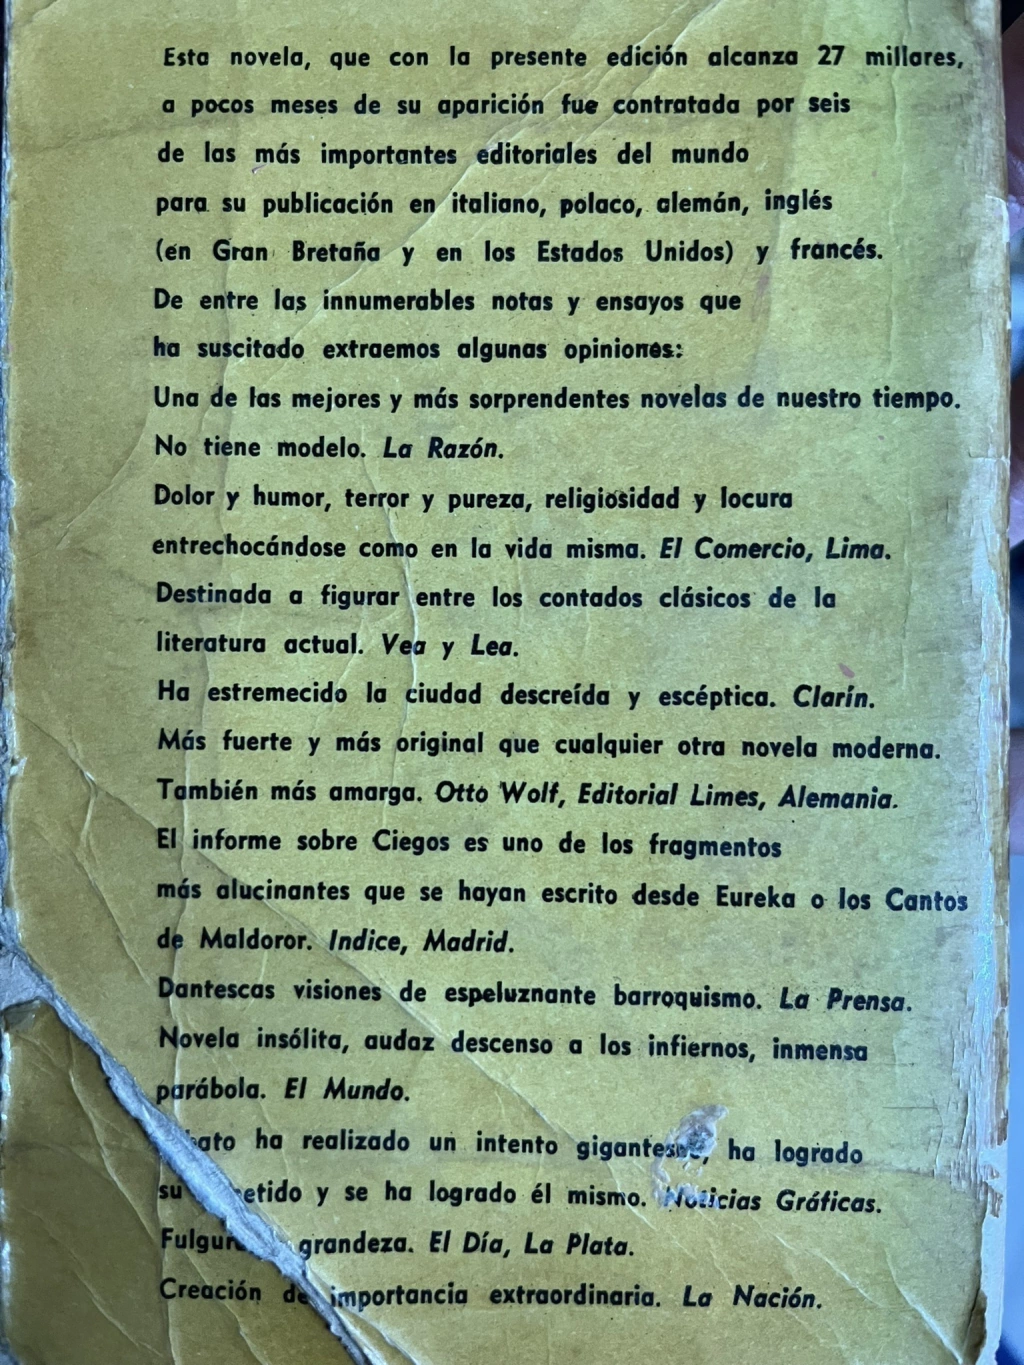 Esta novela, que con la presente edición alcanza 27 millares,
a pocos meses de su aparición fue contratada por seis
de las más importantes editoriales del mundo
para su publicación en italiano, polaco, alemán, inglés
(en Gran Bretaña y en los Estados Unidos) y francés.
De entre las innumerables notas y ensayos que
ha suscitado extraemos algunas opiniones:
Una de las mejores y más sorprendentes novelas de nuestro tiempo.
No tiene modelo. La Razón.
Dolor y humor, terror y pureza, religiosidad y locura
entrechocándose como en la vida misma. El Comercio, Lima.
Destinada a figurar entre los contados clásicos de la
literatura actual. Vea y Lea.
Ha estremecido la ciudad descreída y escéptica. Clarín.
Más fuerte y más original que cualquier otra novela moderna.
También más amarga. Otto Wolf, Editorial Limes, Alemania.
El informe sobre Ciegos es uno de los fragmentos
más alucinantes que se hayan escrito desde Eureka o los Cantos
de Maldoror. Indice, Madrid.
Dantescas visiones de espeluznante barroquismo. La Prensa.
Novela insólita, audaz descenso a los infiernos, inmensa
parábola. El Mundo.
ha realizado un intento gigantesco, ha logrado
su y se ha logrado él mismo. Noticias Gráficas.
grandeza. El Día, La Plata.
Creación de importancia extraordinaria. La Nación.